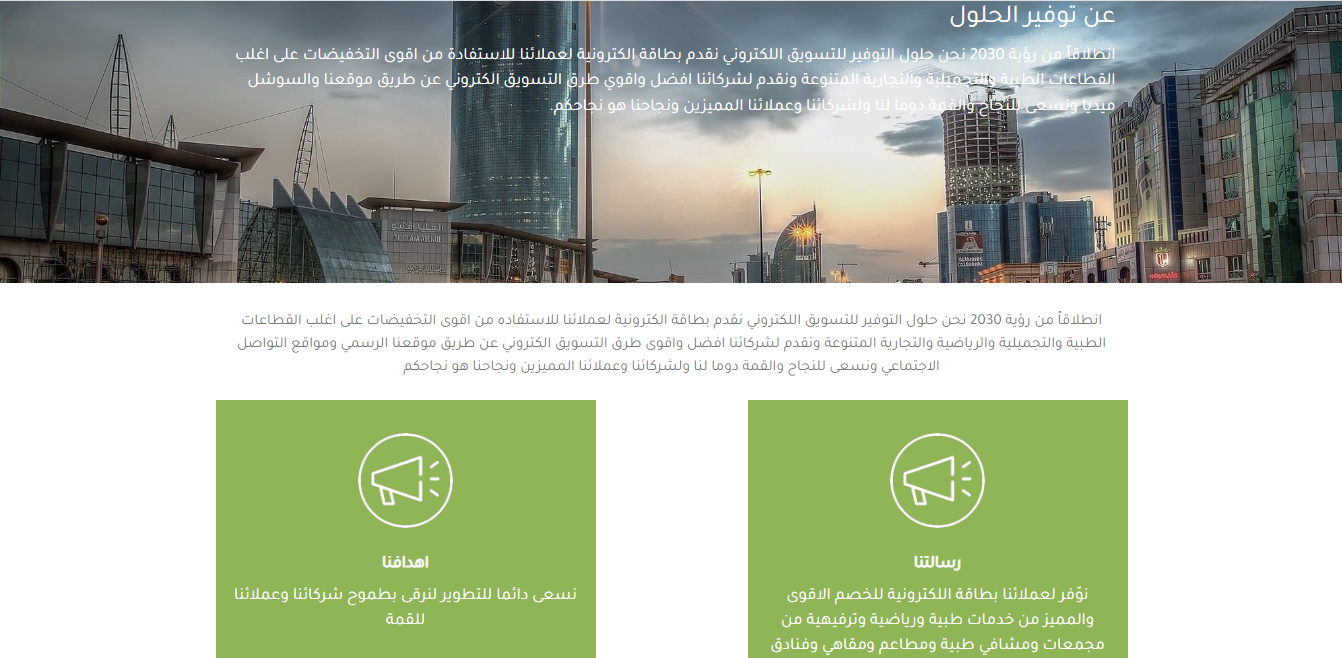 عن توفير الحلول
انطلاقاً من رؤية 2030 نحن حلول التوفير للتسويق اللكتروني نقدم بطاقة الكترونية لعملائنا للاستفادة من اقوى التخفيضات على اغلب
القطاعات الطبية والتجميلية والتجارية المتنوعة ونقدم لشركائنا افضل واقوي طرق التسويق الكتروني عن طريق موقعنا والسوشل
ميديا ونسعى للنجاح والقمة دوما لنا ولشركائنا وعملائنا المميزين ونجاحنا هو نجاحكم.
انطلاقاً من رؤية 2030 نحن حلول التوفير للتسويق اللكتروني نقدم بطاقة الكترونية لعملائنا للاستفاده من اقوى التخفيضات على اغلب القطاعات
الطبية والتجميلية والرياضية والتجارية المتنوعة ونقدم لشركائنا افضل واقوى طرق التسويق الكتروني عن طريق موقعنا الرسمي ومواقع التواصل
الاجتماعي ونسعى للنجاح والقمة دوما لنا ولشركائنا وعملائنا المميزين ونجاحنا هو نجاحكم
رسالتنا
نوّفر لعملائنا بطاقة اللكترونية للخصم الاقوى
والمميز من خدمات طبية ورياضية وترفيهية من
مجمعات ومشافي طبية ومطاعم ومقاهي وفنادق
اهدافنا
نسعى دائما للتطوير لنرقى بطموح شركائنا وعملائنا
للقمة